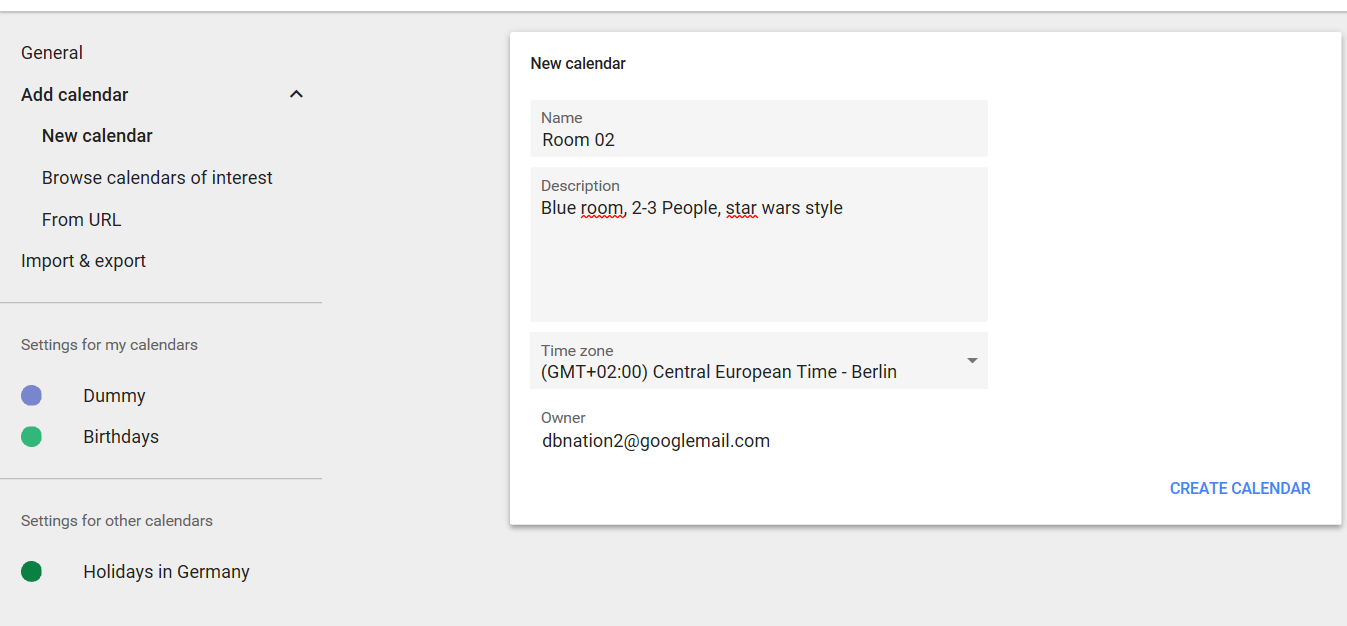 General
Add calendar
New calendar
Browse calendars of interest
From URL
Import & export
Settings for my calendars
Dummy
Birthdays
Settings for other calendars
Holidays in Germany
New calendar
Name
Room 02
Description
Blue room, 2-3 People, star wars style
Time zone
(GMT+02:00) Central European Time - Berlin
Owner
dbnation2@googlemail.com
CREATE CALENDAR